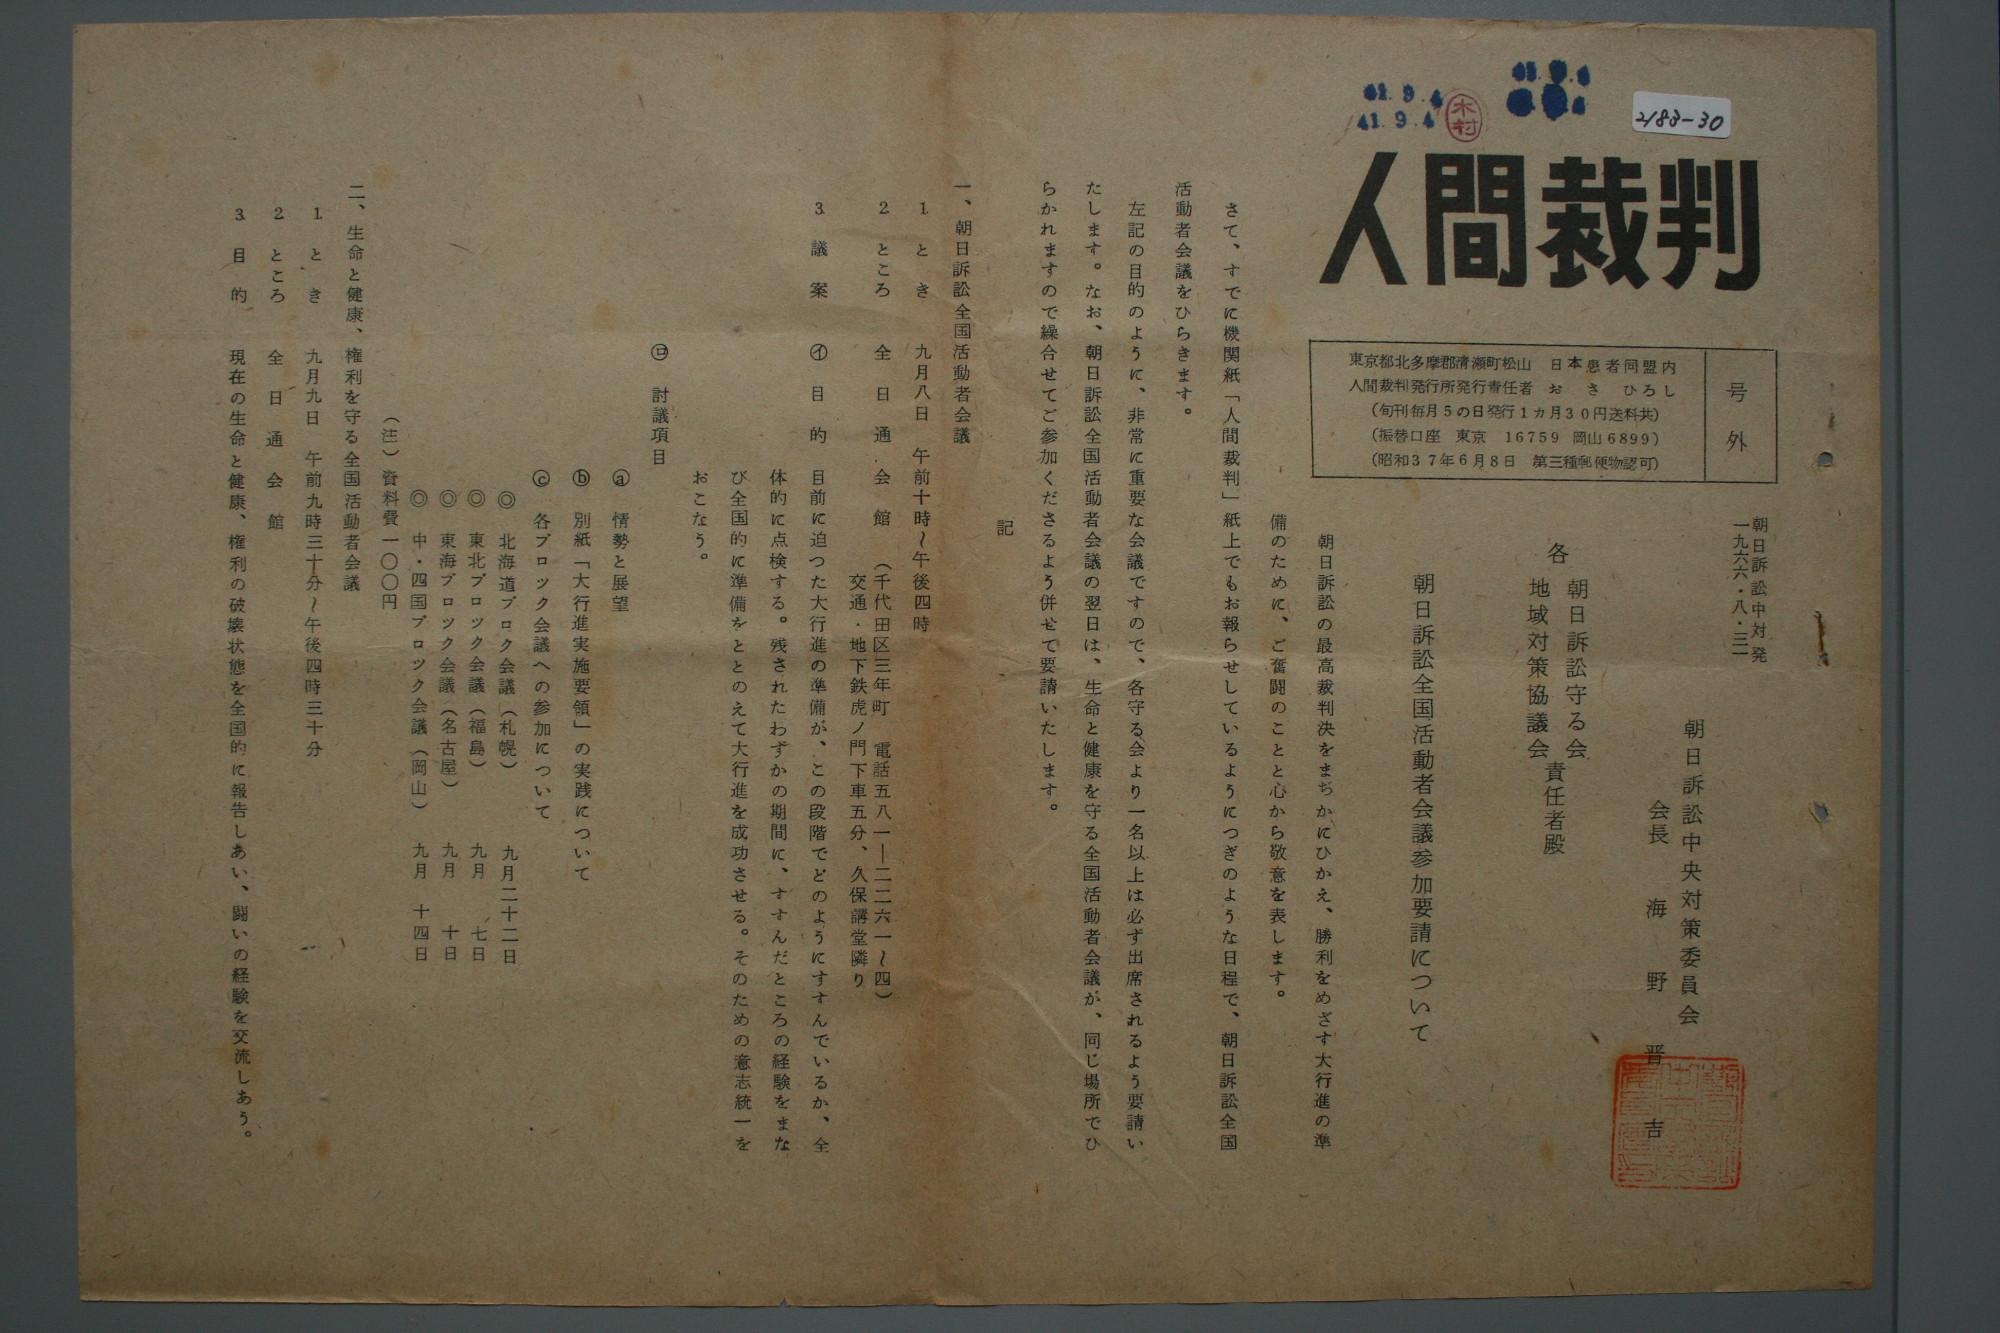 2183-30
41.9.4
41.9.4
木村
人間裁判
号外
東京都北多摩郡清瀬町松山　日本患者同盟内
人間裁判発行所発行責任者　おさ　ひろし
(旬刊毎月5の日発行1カ月30円送料共)
(振替口座　東京　16759　岡山6899)
(昭和37年6月8日　第三種郵便物認可)
朝日訴訟中対発
一九六六・八・三一
朝日訴訟中央対策委員会
会長　海野晋吉
各　朝日訴訟守る会
地域対策協議会
責任者殿
朝日訴訟全国活動者会議参加要請について
朝日訴訟の最高裁判決をまぢかにひかえ、勝利をめざす大行進の準
備のために、ご奮闘のことと心から敬意を表します。
さて、すでに機関紙「人間裁判」紙上でもお報らせしているようにつぎのような日程で、朝日訴訟全国
活動者会議をひらきます。
左記の目的のように、非常に重要な会議ですので、各守る会より一名以上は必ず出席されるよう要請い
たします。なお、朝日訴訟全国活動者会議の翌日は、生命と健康を守る全国活動者会議が、同じ場所でひ
らかれますので繰合せてご参加くださるよう併せて要請いたします。
記
一、朝日訴訟全国活動者会議
1　とき　九月八日　午前十時〜午後四時
2　ところ　全日通会館　(千代田区三年町　電話五八一―二二六一〜四)
交通・地下鉄虎ノ門下車五分、久保講堂隣り
3　議案　㋑　目的　目前に迫つた大行進の準備が、この段階でどのようにすすんでいるか、全
体的に点検する。残されたわずかの期間に、すすんだところの経験をまな
び全国的に準備をととのえて大行進を成功させる。そのための意志統一を
おこなう。
㋺　討議項目
ⓐ　情勢と展望
ⓑ　別紙「大行進実施要領」の実践について
ⓒ　各ブロツク会議への参加について
◎　北海道ブロク会議(札幌)　九月二十二日
◎　東北ブロツク会議(福島)　九月　七日
◎　東海ブロツク会議(名古屋)　九月　十日
◎　中・四国ブロツク会議(岡山)　九月　十四日
(注)資料費一〇〇円
二、生命と健康、権利を守る全国活動者会議
1　とき　九月九日　午前九時三十分〜午後四時三十分
2　ところ　全日通会館
3　目的　現在の生命と健康、権利の破壊状態を全国的に報告しあい、闘いの経験を交流しあう。